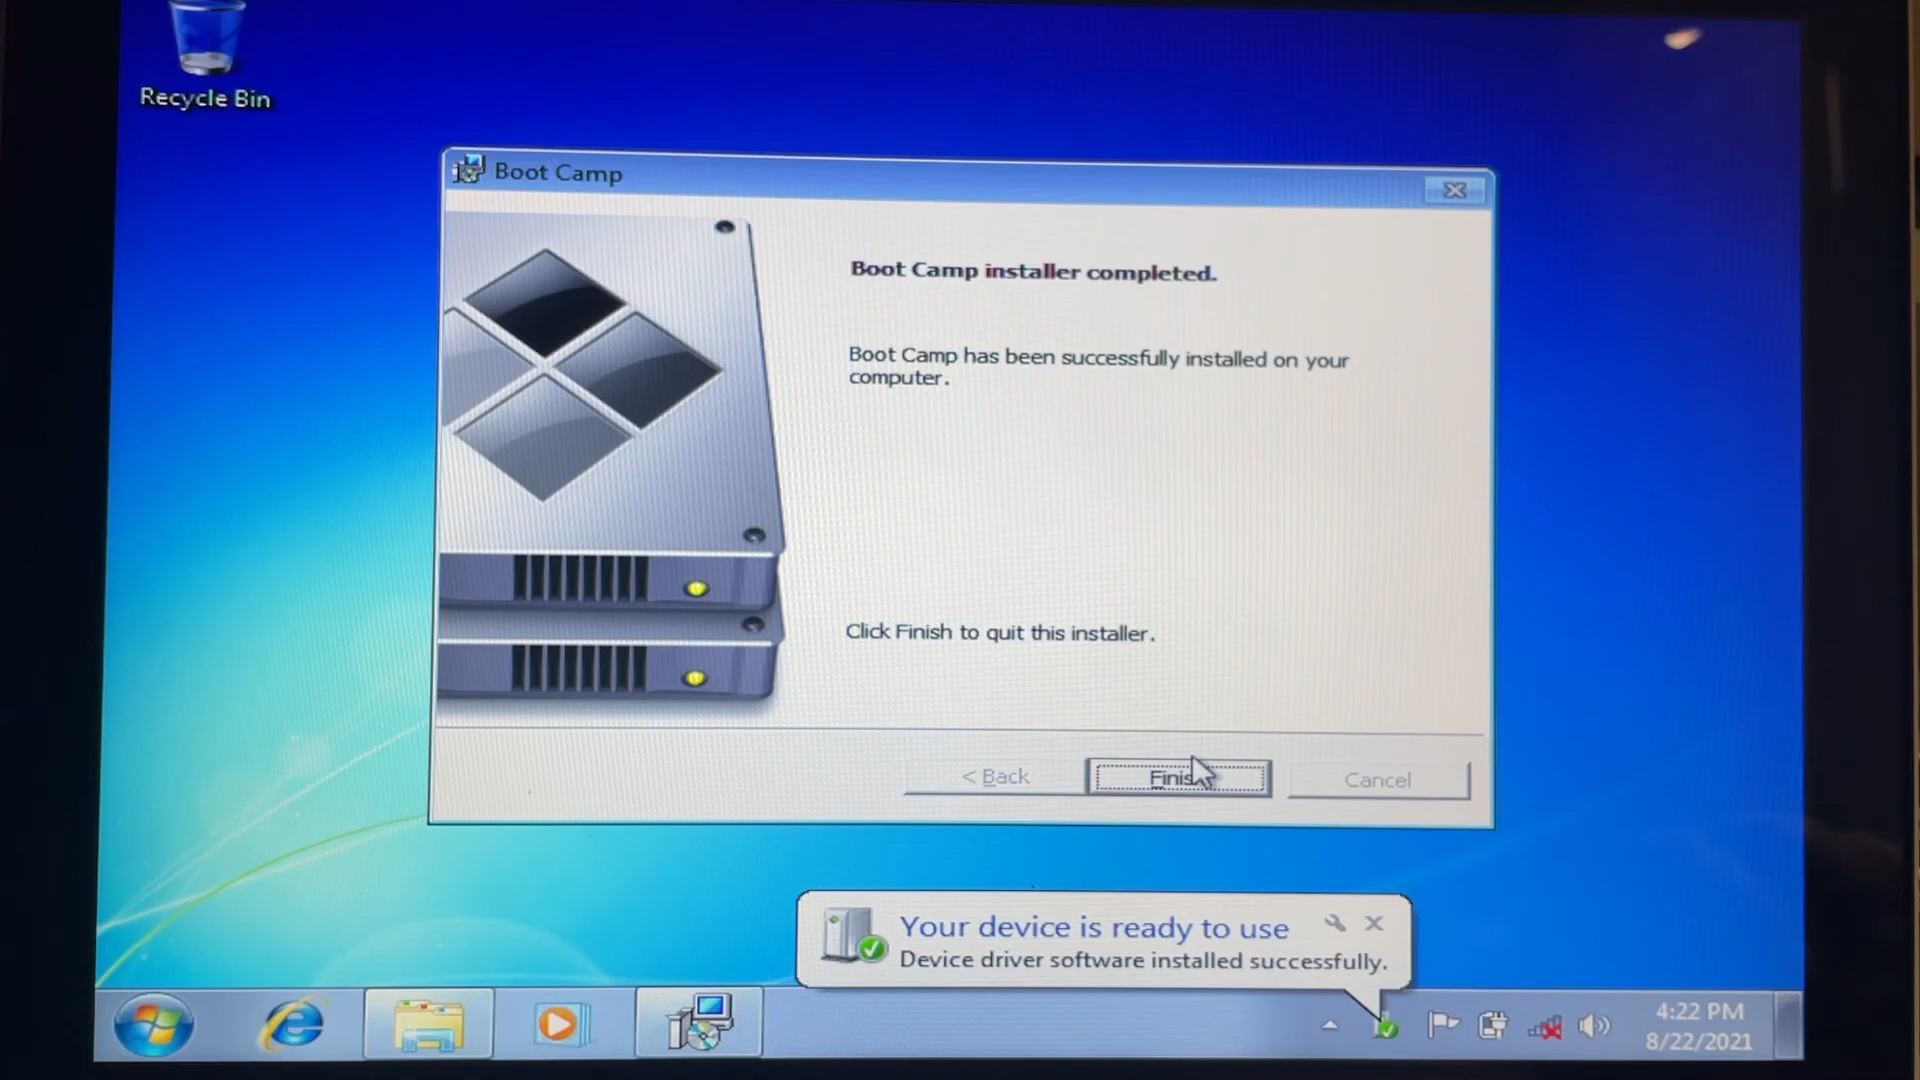 Recycle Bin
Boot Camp
Boot Camp installer completed.
Boot Camp has been successfully installed on your
computer.
Click Finish to quit this installer.
< Back
Finish
Cancel
Your device is ready to use
Device driver software installed successfully.
4:22 PM
8/22/2021